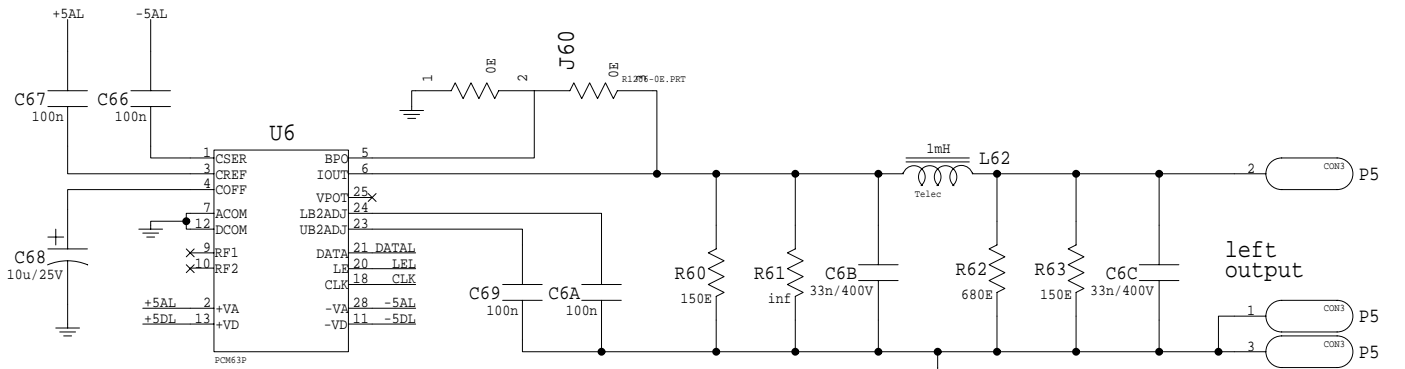 +5AL
-5AL
C67
100n
C66
100n
U6
1
CSER
3
CREF
4
COFF
7
ACOM
12
DCOM
9
RF1
10
RF2
+5AL
2
+VA
+5DL
13
+VD
PCM63P
BPO
5
IOUT
6
VPOT
25
LB2ADJ
24
UB2ADJ
23
DATA
21
DATAL
LE
20
LEL
CLK
18
CLK
-VA
28
-5AL
-VD
11
-5DL
C68
10u/25V
1
0E
2
J60
0E
3
R1206-0E.PRT
C69
100n
C6A
100n
R60
150E
R61
inf
C6B
33n/400V
1mH
L62
Telec
R62
680E
R63
150E
C6C
33n/400V
2
CON3
P5
left
output
1
CON3
P5
3
CON3
P5